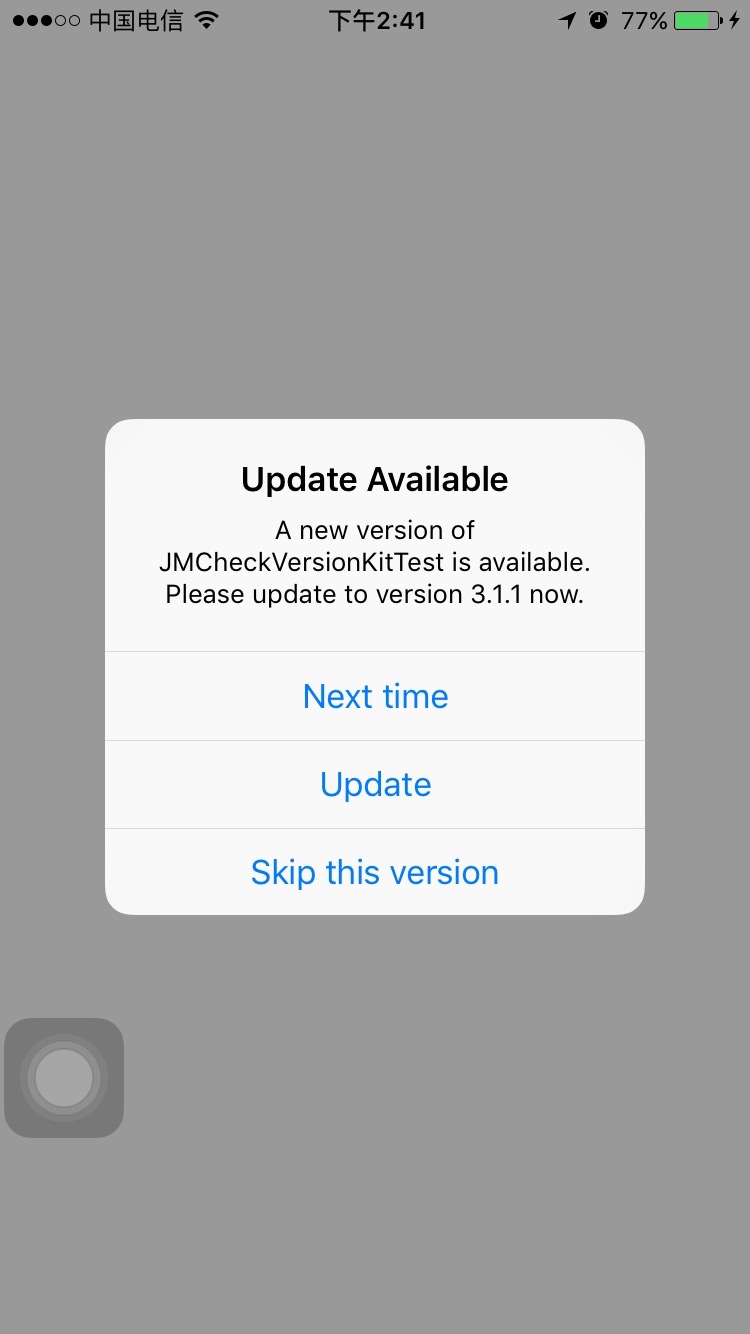 中国电信 下午2:41 77%
Update Available
A new version of
JMCheckVersionKitTest is available.
Please update to version 3.1.1 now.
Next time
Update
Skip this version